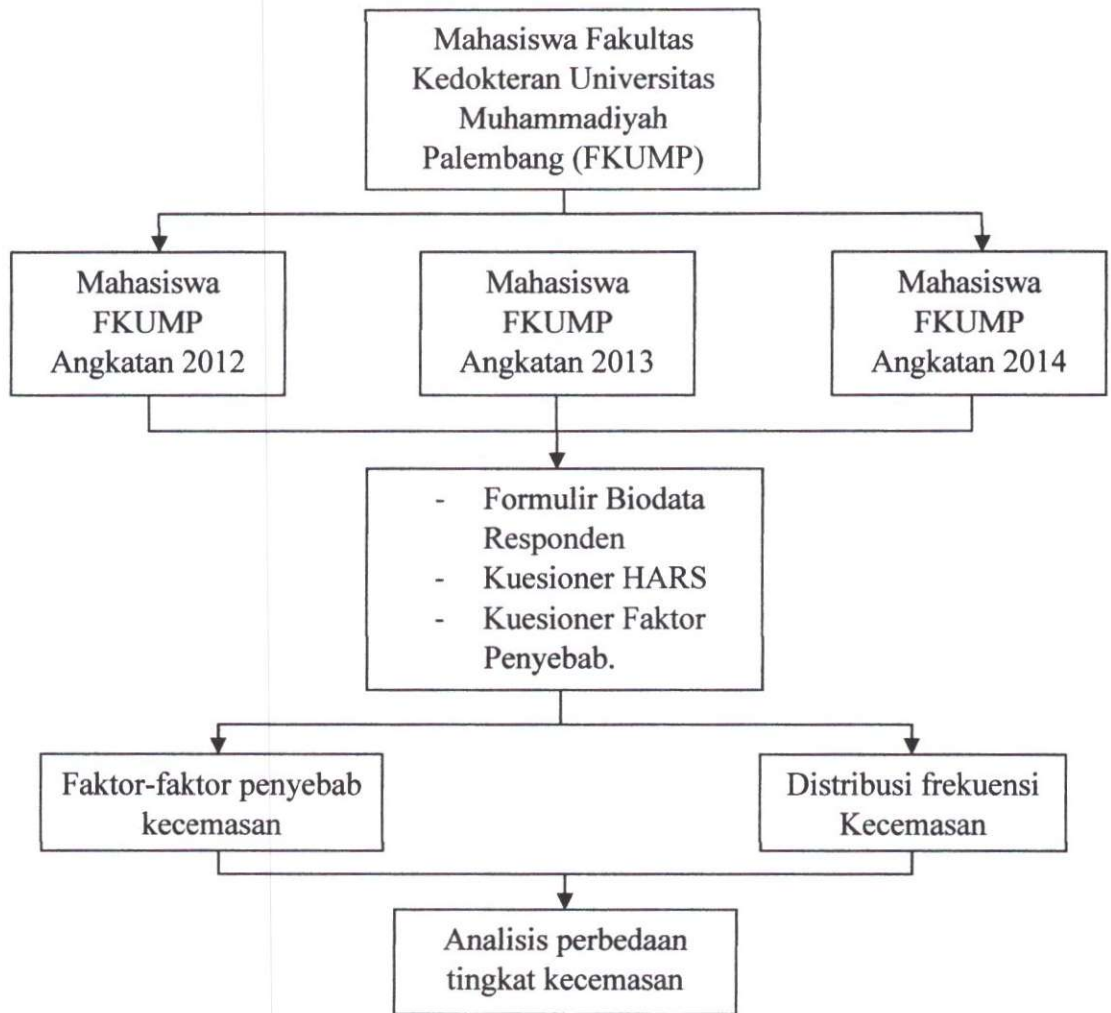 Mahasiswa Fakultas
Kedokteran Universitas
Muhammadiyah
Palembang (FKUMP)
Mahasiswa
FKUMP
Angkatan 2012
Mahasiswa
FKUMP
Angkatan 2013
Mahasiswa
FKUMP
Angkatan 2014
- Formulir Biodata
Responden
- Kuesioner HARS
- Kuesioner Faktor
Penyebab.
Faktor-faktor penyebab
kecemasan
Distribusi frekuensi
Kecemasan
Analisis perbedaan
tingkat kecemasan